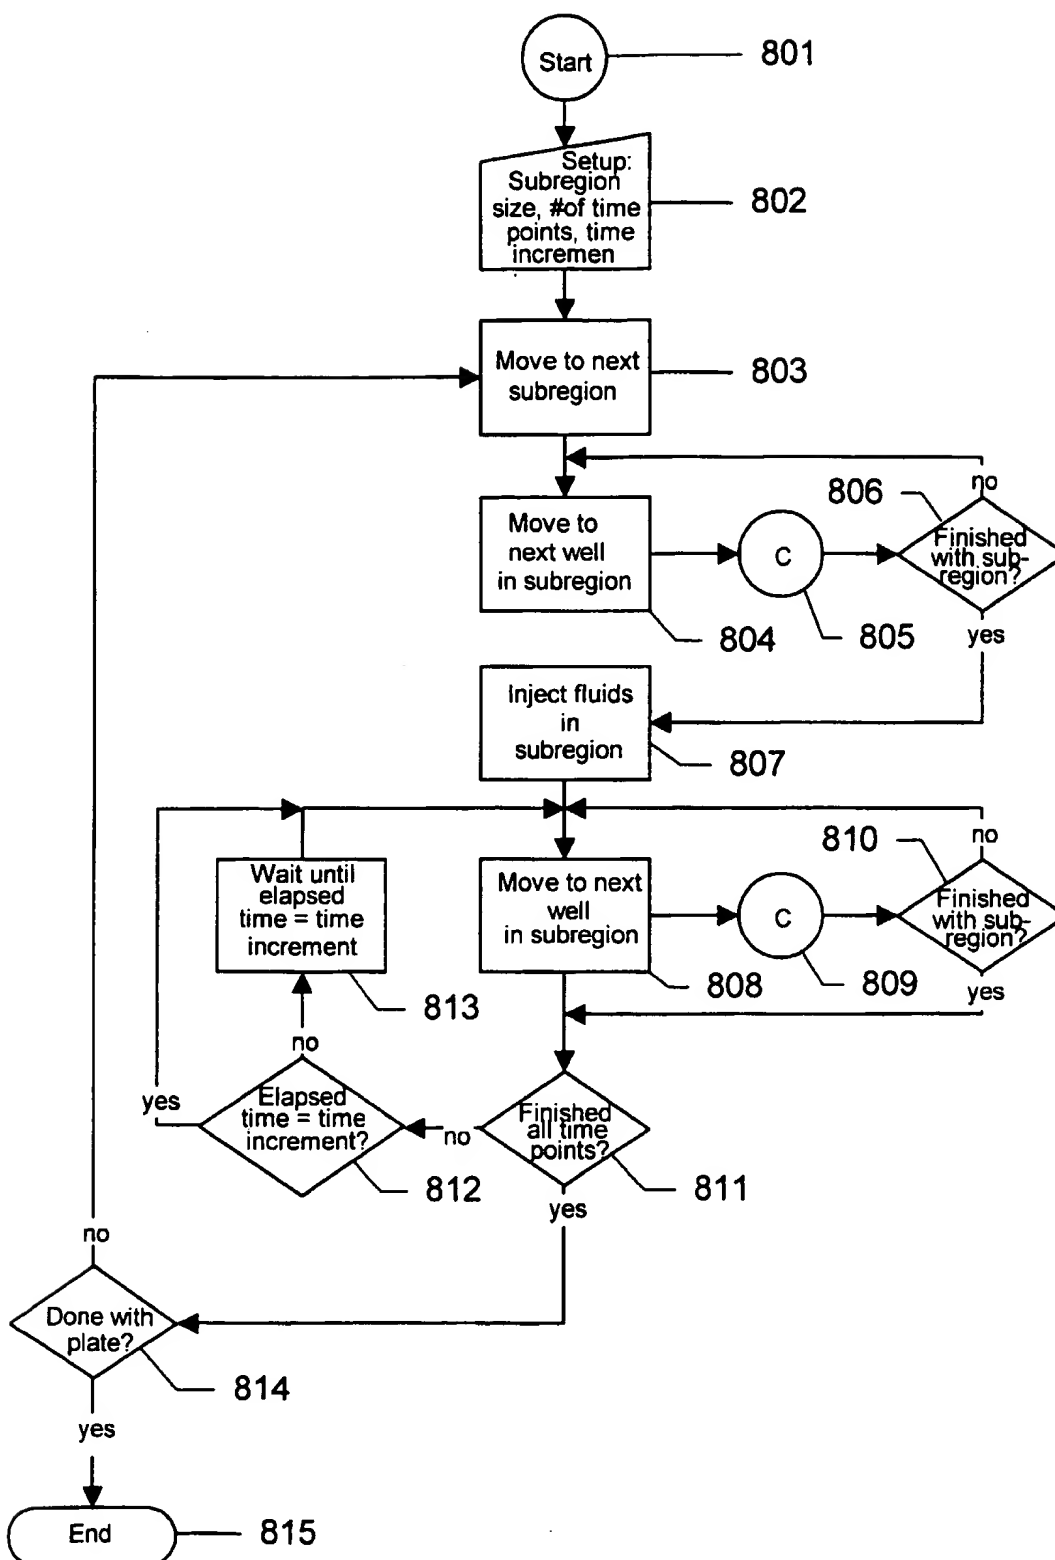 Start
801
Setup:
Subregion
size, #of time
points, time
incremen
802
Move to next
subregion
803
no
806
Move to
next well
in subregion
C
Finished
with sub-
region?
804
805
yes
Inject fluids
in
subregion
807
no
810
Wait until
elapsed
time = time
increment
Move to next
well
in subregion
C
Finished
with sub-
region?
813
808
809
yes
no
yes
Elapsed
time = time
increment?
no
Finished
all time
points?
812
811
yes
no
Done with
plate?
814
yes
End
815